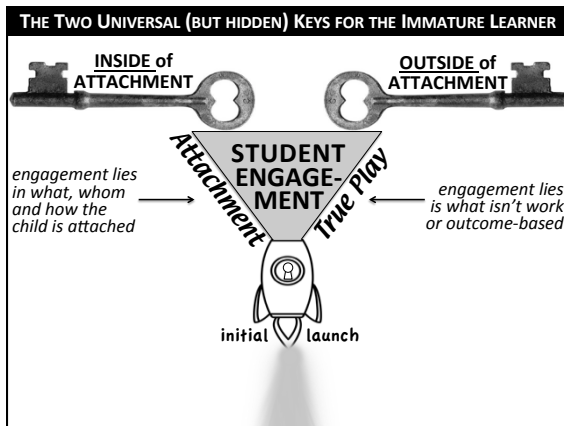 THE TWO UNIVERSAL (BUT HIDDEN) KEYS FOR THE IMMATURE LEARNER
INSIDE of
ATTACHMENT
OUTSIDE of
ATTACHMENT
STUDENT
ENGAGE-
MENT
Attachment
True Play
engagement lies
in what, whom
and how the
child is attached
engagement lies
is what isn't work
or outcome-based
initial launch